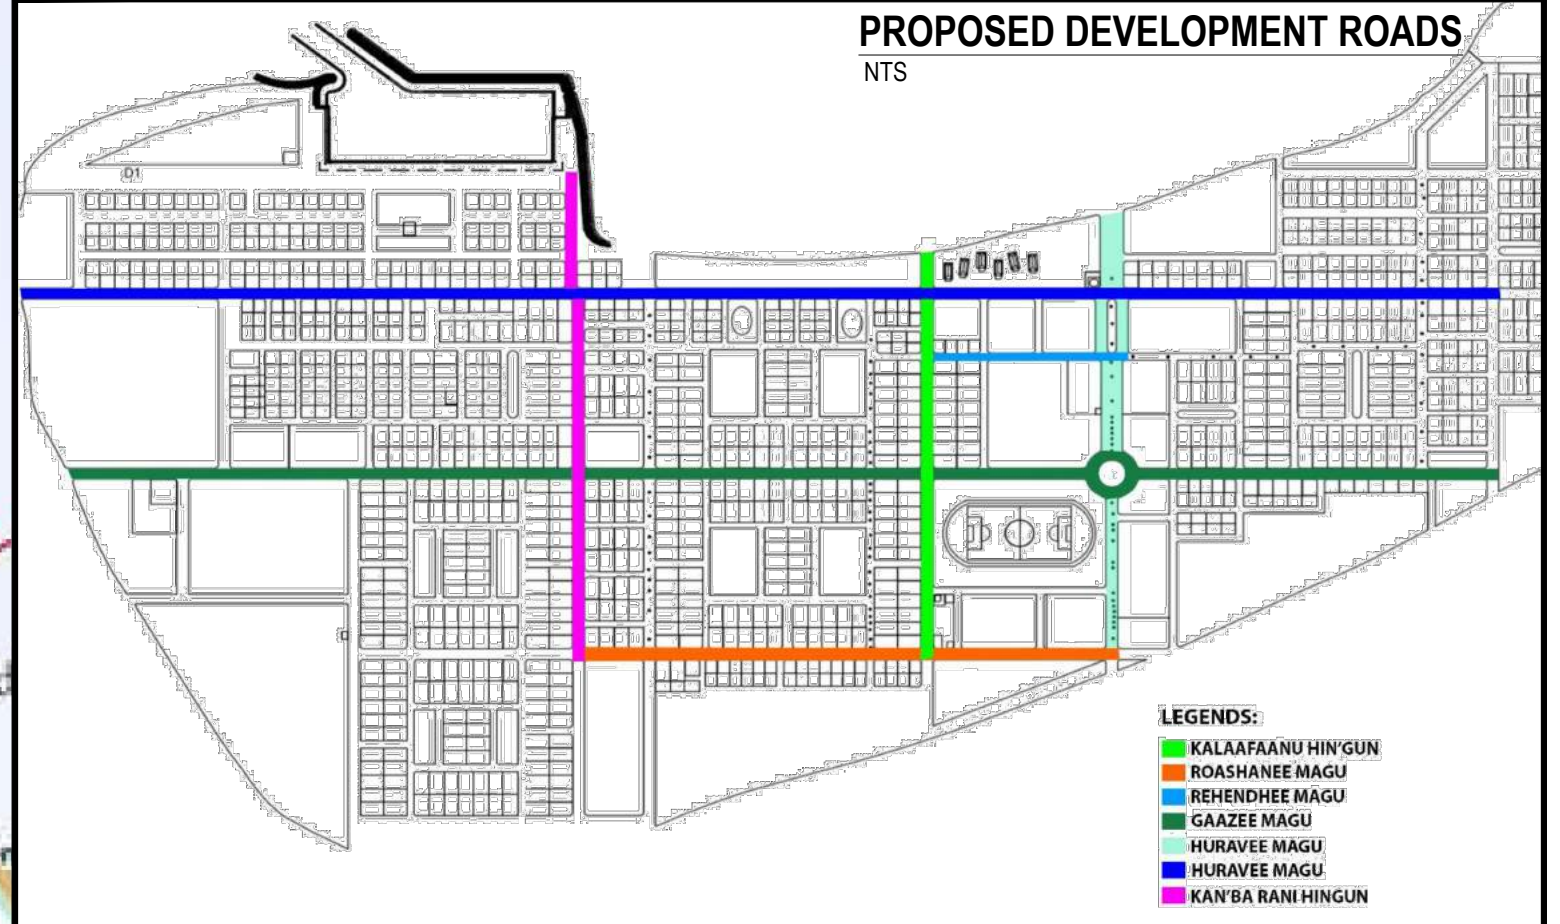 PROPOSED DEVELOPMENT ROADS
NTS
D1
LEGENDS:
KALAAFAANU HIN'GUN
ROASHANEE MAGU
REHENDHEE MAGU
GAAZEE MAGU
HURAVEE MAGU
HURAVEE MAGU
KAN'BA RANI HINGUN